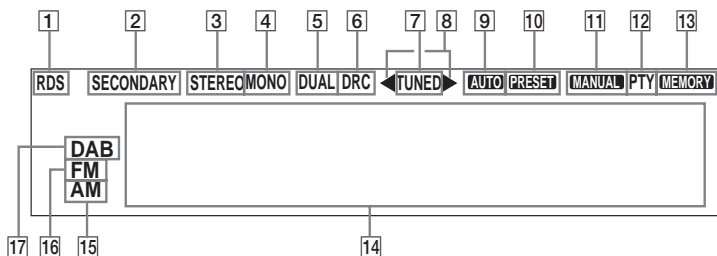 1 2 3 4 5 6 7 8 9 10 11 12 13
RDS SECONDARY STEREO MONO DUAL DRC TUNED AUTO PRESET MANUAL PTY MEMORY
DAB
FM
AM
17 16 15 14